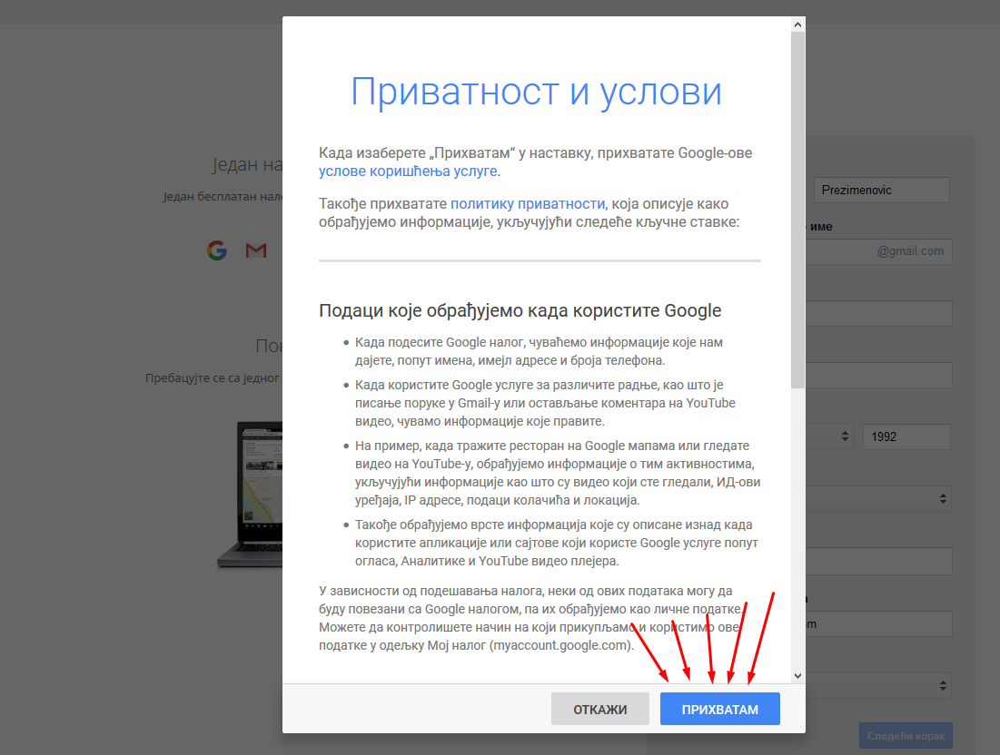 Приватност и услови
Када изаберете „Прихватам“ у наставку, прихватате Google-ове
услове коришћења услуге.
Такође прихватате политику приватности, која описује како
обрађујемо информације, укључујући следеће кључне ставке:
Подаци које обрађујемо када користите Google
Када подесите Google налог, чуваћемо информације које нам
дајете, попут имена, имејл адресе и броја телефона.
Када користите Google услуге за различите радње, као што је
писање поруке у Gmail-у или остављање коментара на YouTube
видео, чувамо информације које правите.
На пример, када тражите ресторан на Google мапама или гледате
видео на YouTube-у, обрађујемо информације о тим активностима,
укључујући информације као што су видео који сте гледали, ИД-ови
уређаја, IP адресе, подаци колачића и локација.
Такође обрађујемо врсте информација које су описане изнад када
користите апликације или сајтове који користе Google услуге попут
огласа, Аналитике и YouTube видео плејера.
У зависности од подешавања налога, неки од ових података могу да
буду повезани са Google налогом, па их обрађујемо као личне податке.
Можете да контролишете начин на који прикупљамо и користимо ове
податке у одељку Мој налог (myaccount.google.com).
ОТКАЖИ
ПРИХВАТАМ
Један на
Један бесплатан
Пребацујте се са једног
Prezimenovic
име
@gmail.com
1992
om
Следећи корак